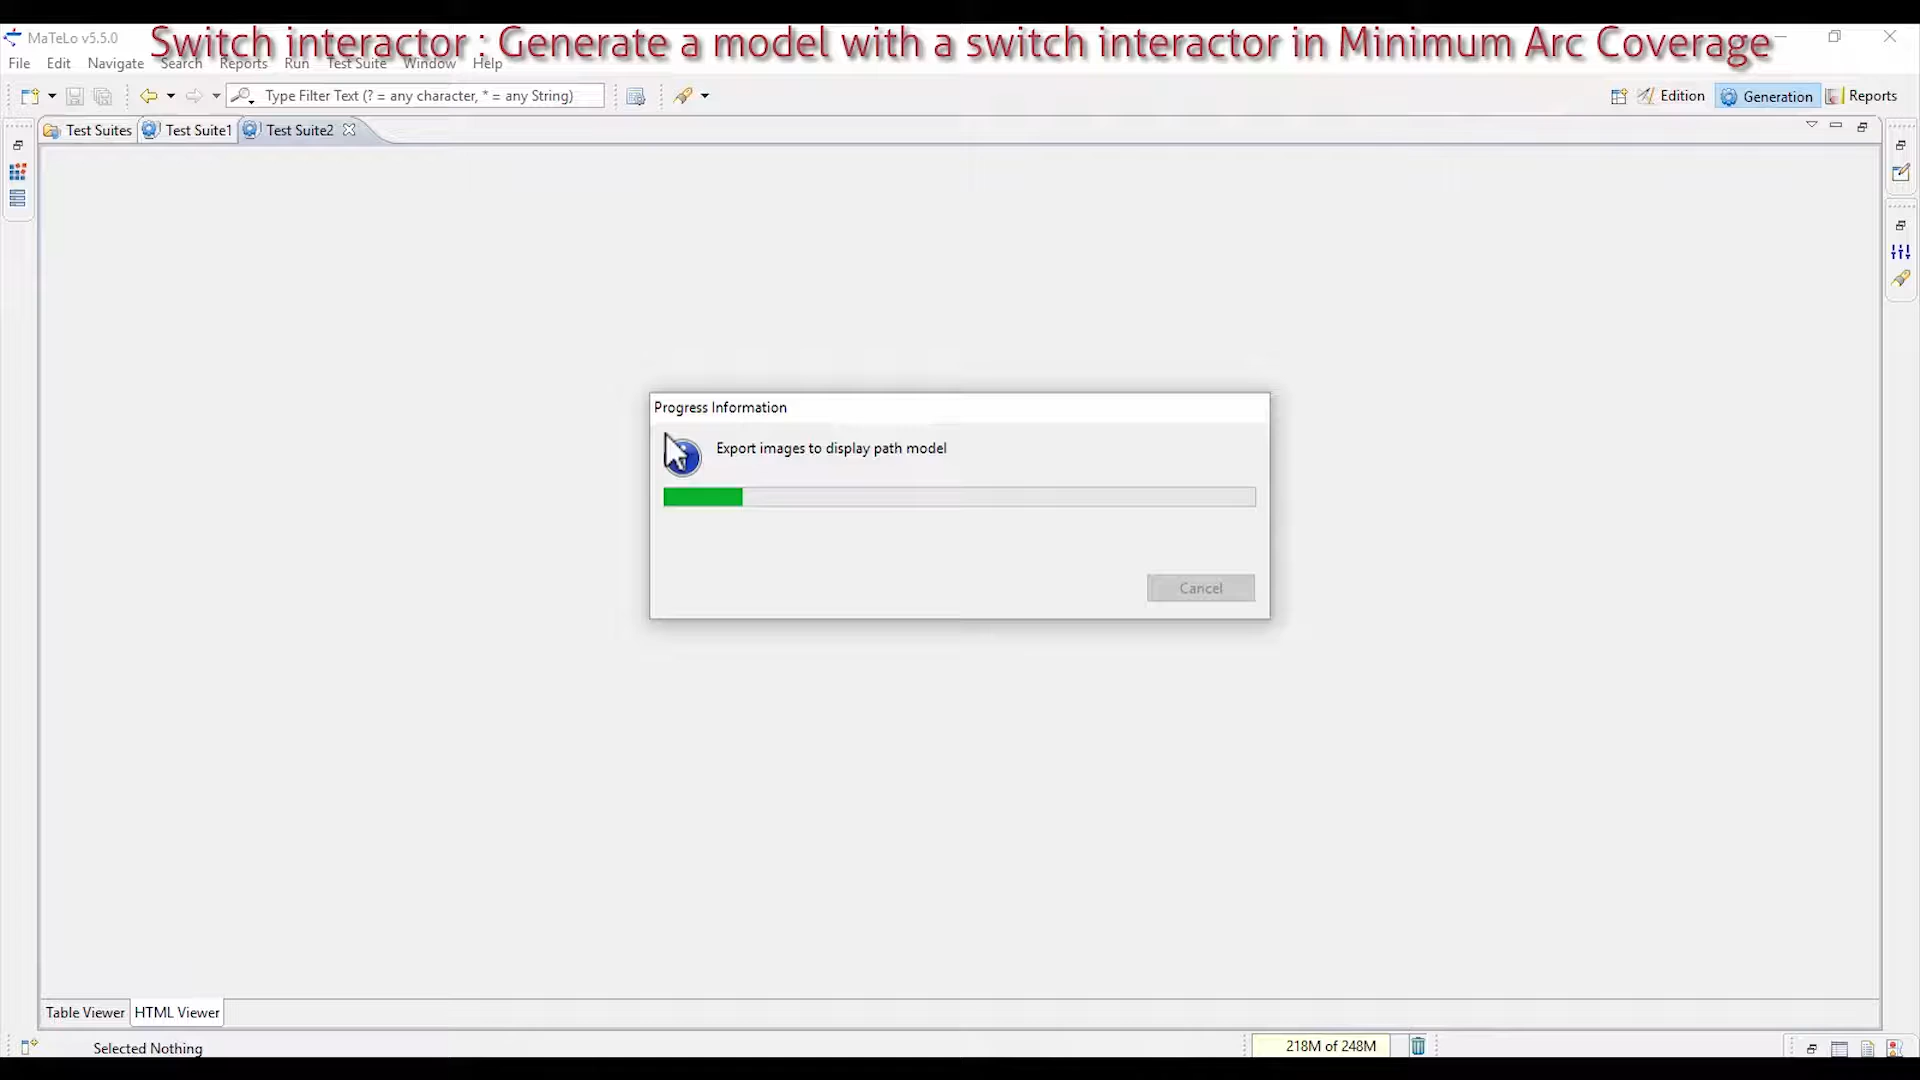 MaTeLo v5.5.0
Switch interactor : Generate a model with a switch interactor in Minimum Arc Coverage
File Edit Navigate Search Reports Run Test Suite Window Help
Type Filter Text (? = any character, * = any String)
Edition Generation Reports
Test Suites Test Suite1 Test Suite2
Progress Information
Export images to display path model
Cancel
Table Viewer HTML Viewer
Selected Nothing
218M of 248M